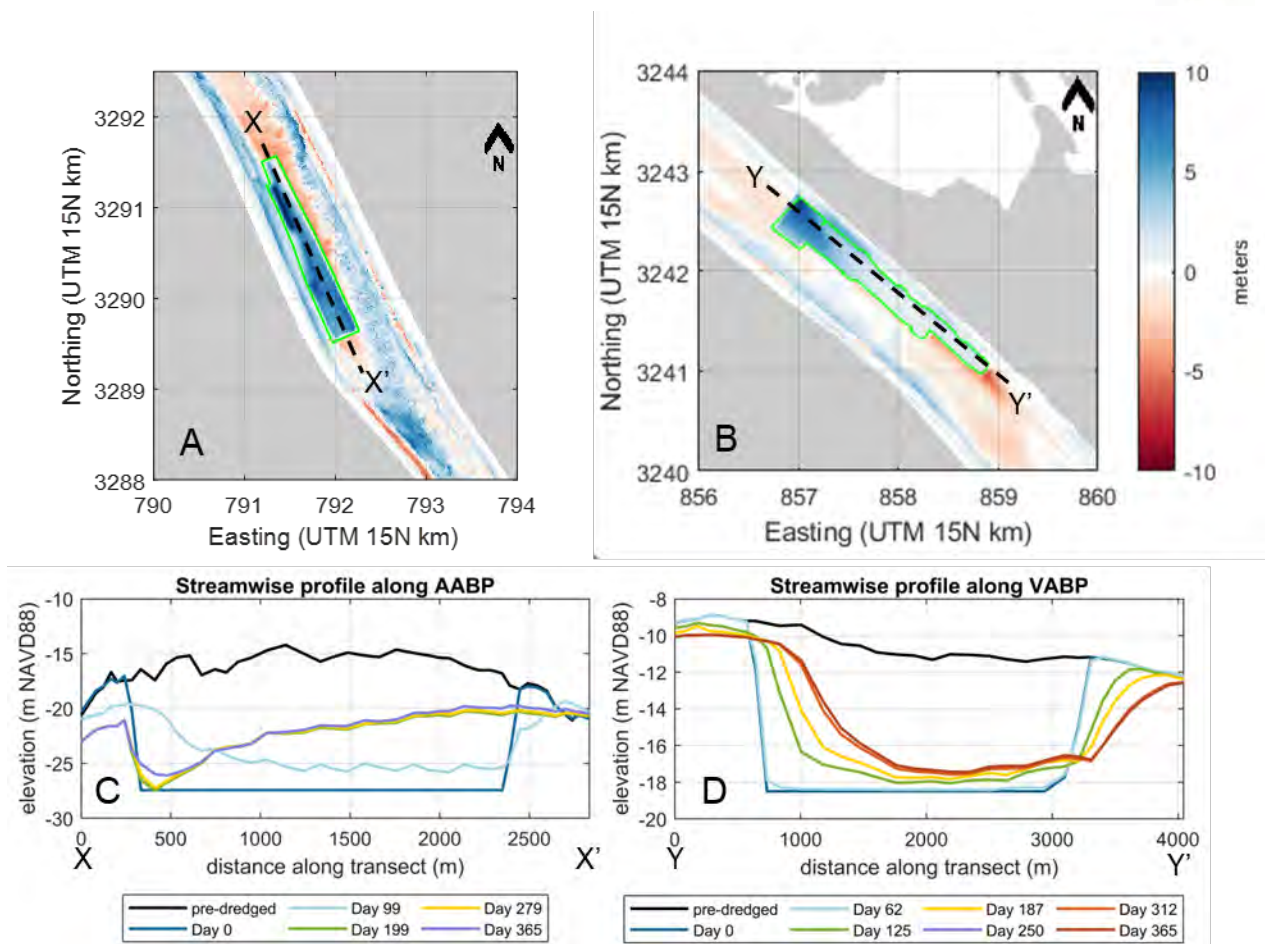 3292
3291
3290
3289
3288
790 791 792 793 794
Northing (UTM 15N km)
Easting (UTM 15N km)
X
X'
N
A
3244
3243
3242
3241
3240
856 857 858 859 860
Northing (UTM 15N km)
Easting (UTM 15N km)
Y
Y'
N
B
10
5
0
-5
-10
meters
Streamwise profile along AABP
-10
-15
-20
-25
-30
elevation (m NAVD88)
C
0 500 1000 1500 2000 2500
X distance along transect (m) X'
pre-dredged Day 99 Day 279
Day 0 Day 199 Day 365
Streamwise profile along VABP
-8
-10
-12
-14
-16
-18
-20
elevation (m NAVD88)
D
0 1000 2000 3000 4000
Y distance along transect (m) Y'
pre-dredged Day 62 Day 187 Day 312
Day 0 Day 125 Day 250 Day 365